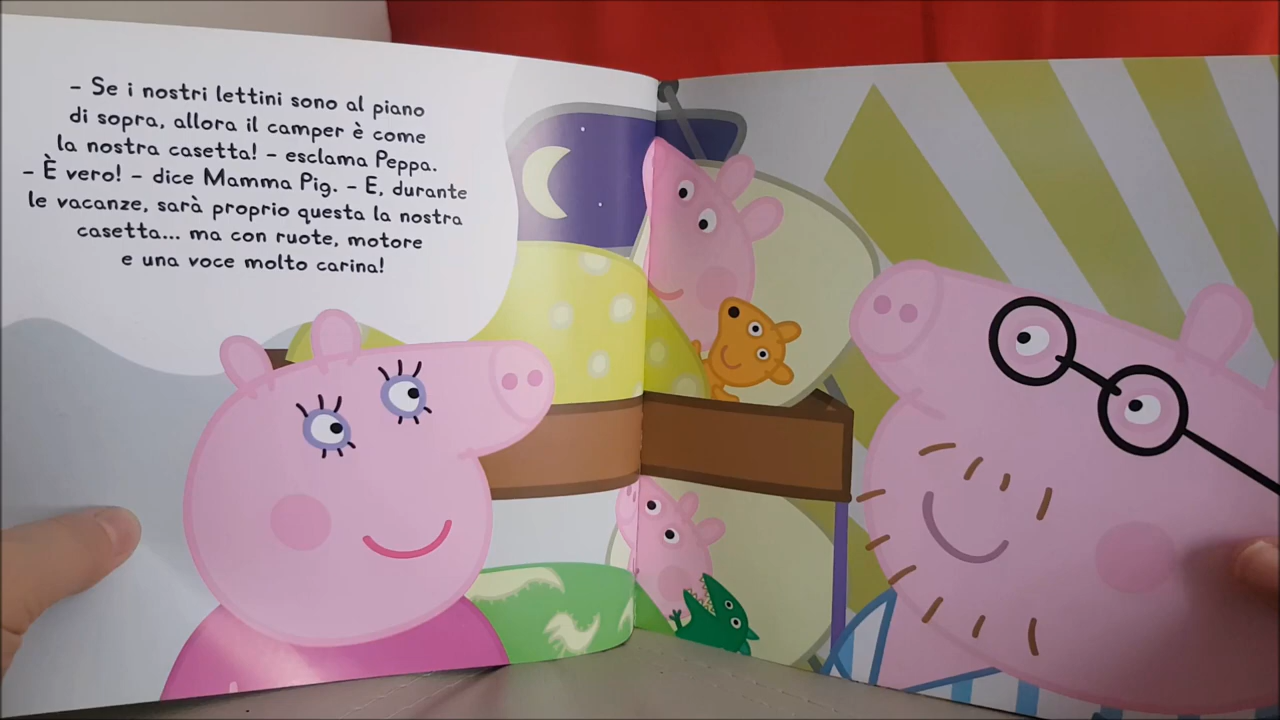 – Se i nostri lettini sono al piano
di sopra, allora il camper è come
la nostra casetta! – esclama Peppa.
– È vero! – dice Mamma Pig. – E, durante
le vacanze, sarà proprio questa la nostra
casetta... ma con ruote, motore
e una voce molto carina!